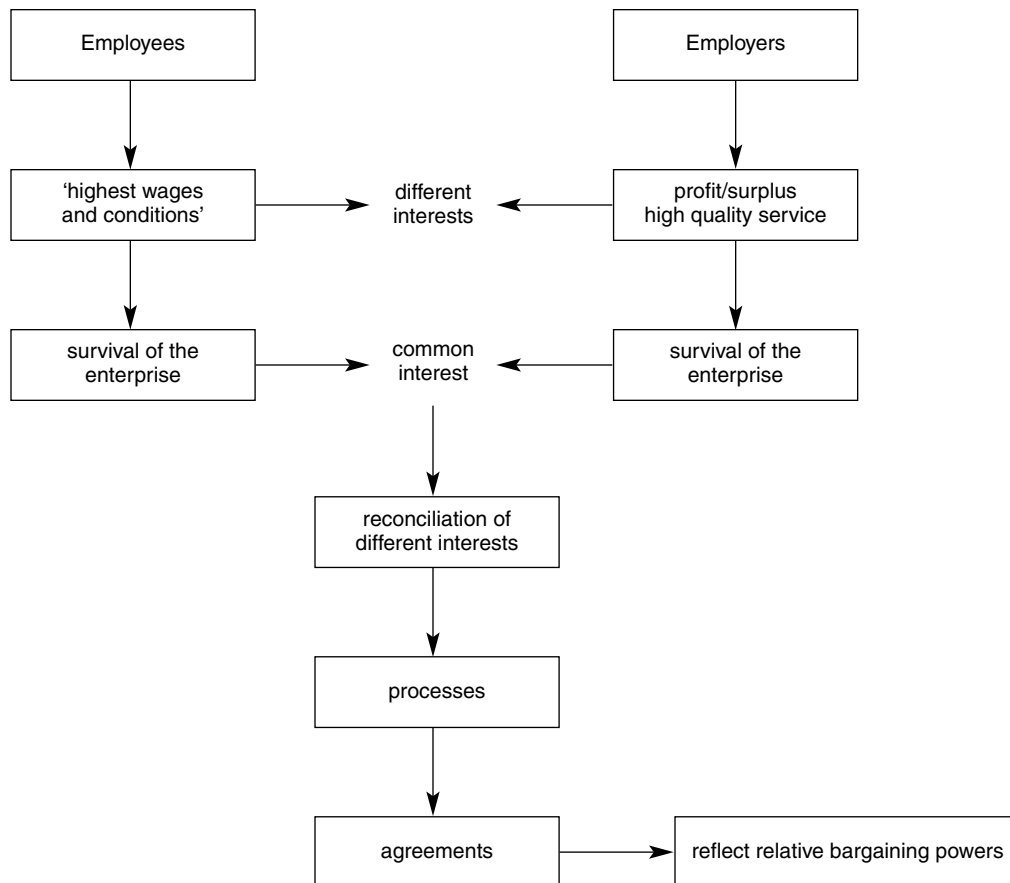 Employees
Employers
‘highest wages
and conditions’
different
interests
profit/surplus
high quality service
survival of the
enterprise
common
interest
survival of the
enterprise
reconciliation of
different interests
processes
agreements
reflect relative bargaining powers